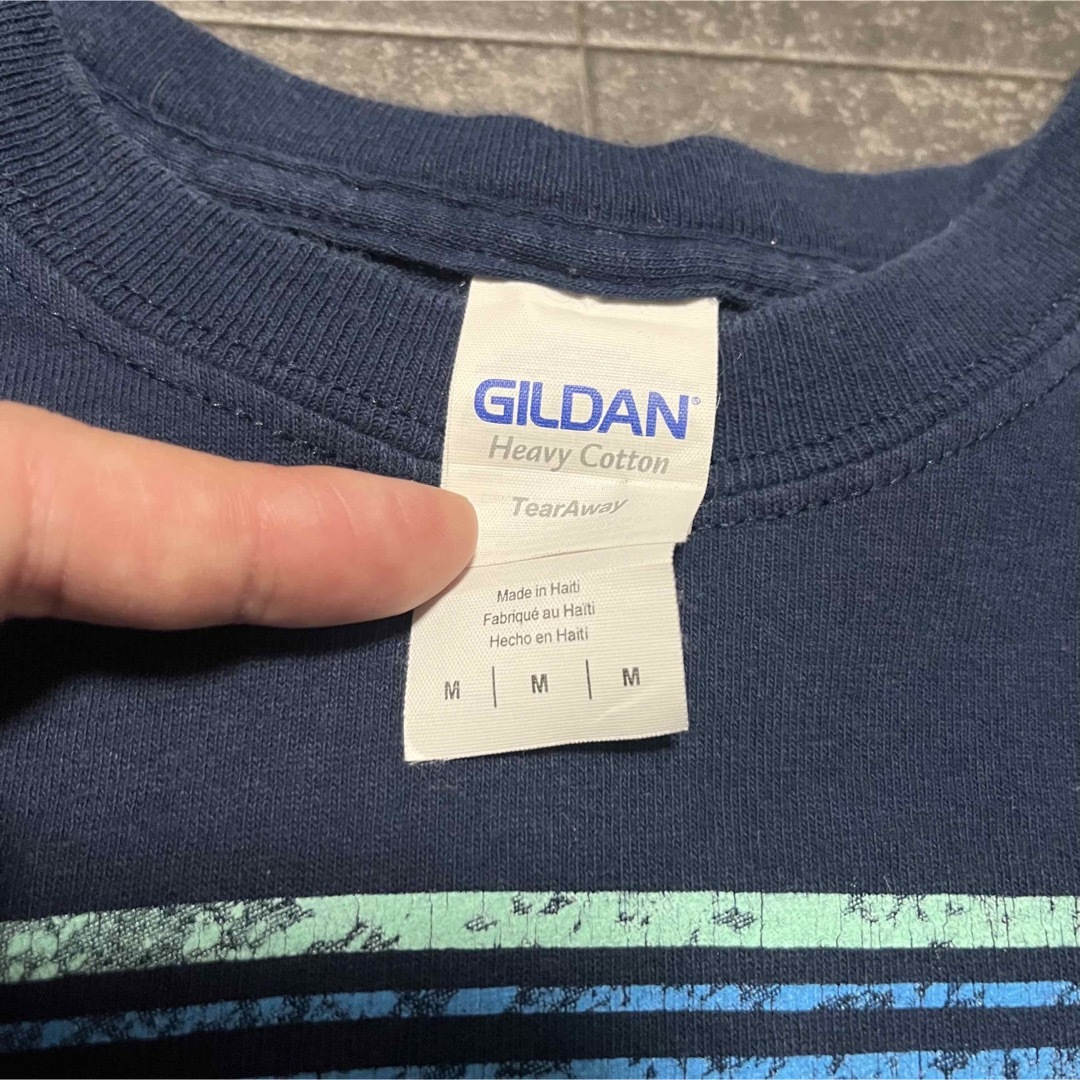 GILDAN®
Heavy Cotton
TearAway
Made in Haiti
Fabriqué au Haïti
Hecho en Haiti
M | M | M